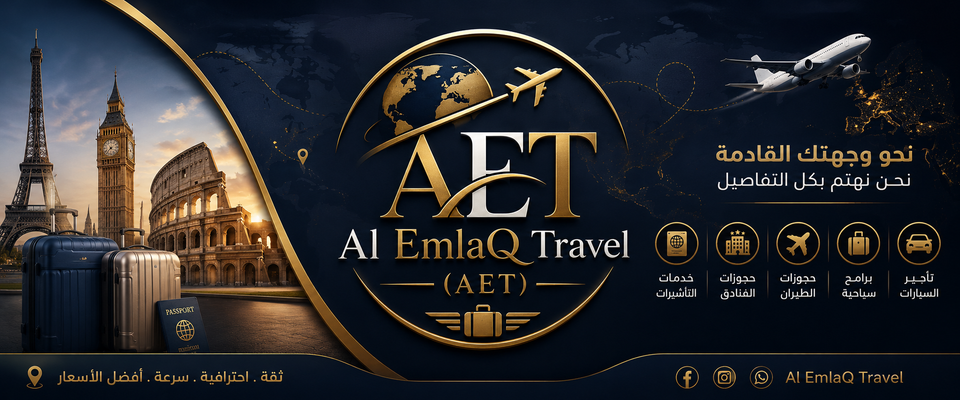 AET
Al EmlaQ Travel
(AET)
PASSPORT
نحو وجهتك القادمة
نحن نهتم بكل التفاصيل
خدمات التأشيرات
حجوزات الفنادق
حجوزات الطيران
برامج سياحية
تأجير السيارات
ثقة . احترافية . سرعة . أفضل الأسعار
Al EmlaQ Travel